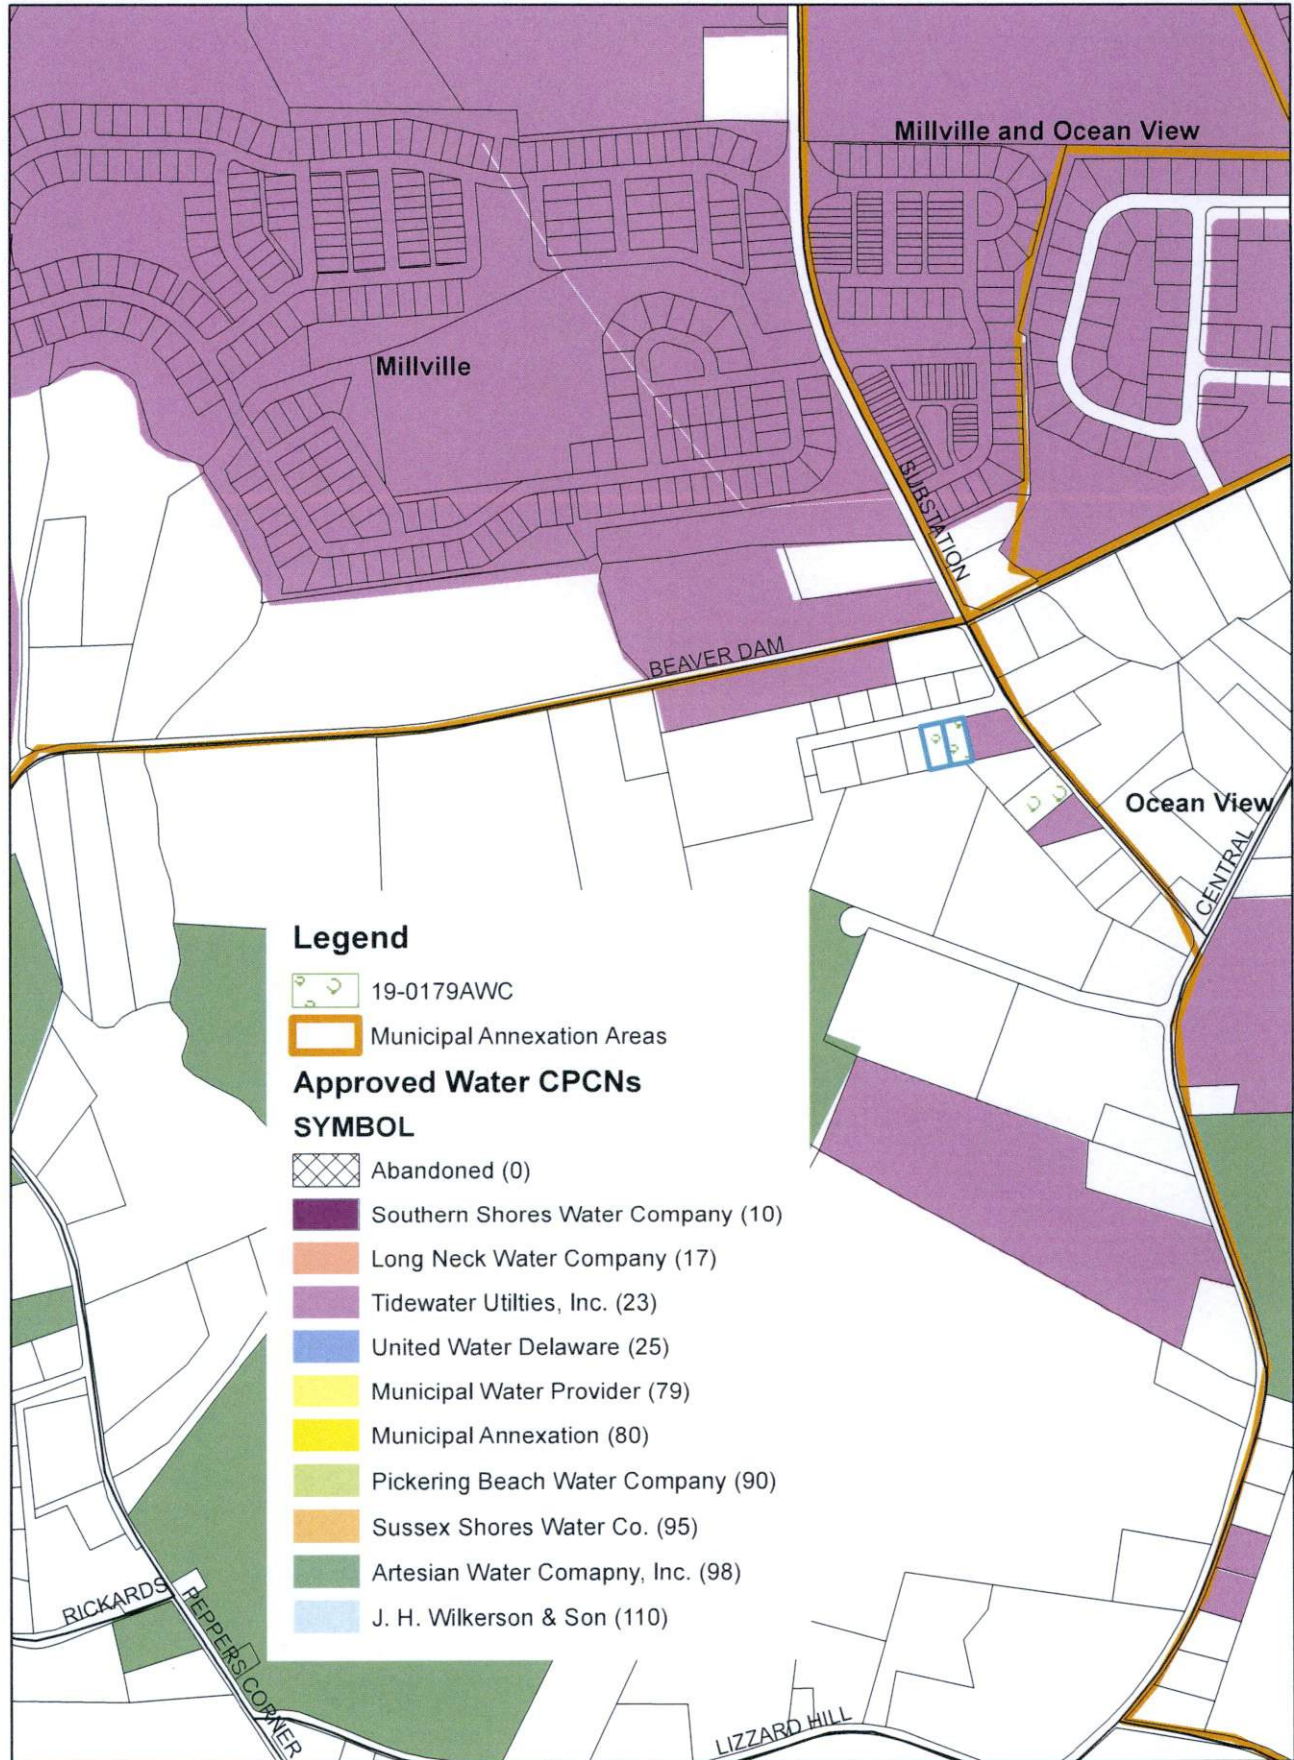 Millville and Ocean View
Millville
SUBSTATION
BEAVER DAM
Ocean View
CENTRAL
Legend
19-0179AWC
Municipal Annexation Areas
Approved Water CPCNs
SYMBOL
Abandoned (0)
Southern Shores Water Company (10)
Long Neck Water Company (17)
Tidewater Utilties, Inc. (23)
United Water Delaware (25)
Municipal Water Provider (79)
Municipal Annexation (80)
Pickering Beach Water Company (90)
Sussex Shores Water Co. (95)
Artesian Water Comapny, Inc. (98)
J. H. Wilkerson & Son (110)
RICKARDS
PEPPERS CORNER
LIZZARD HILL